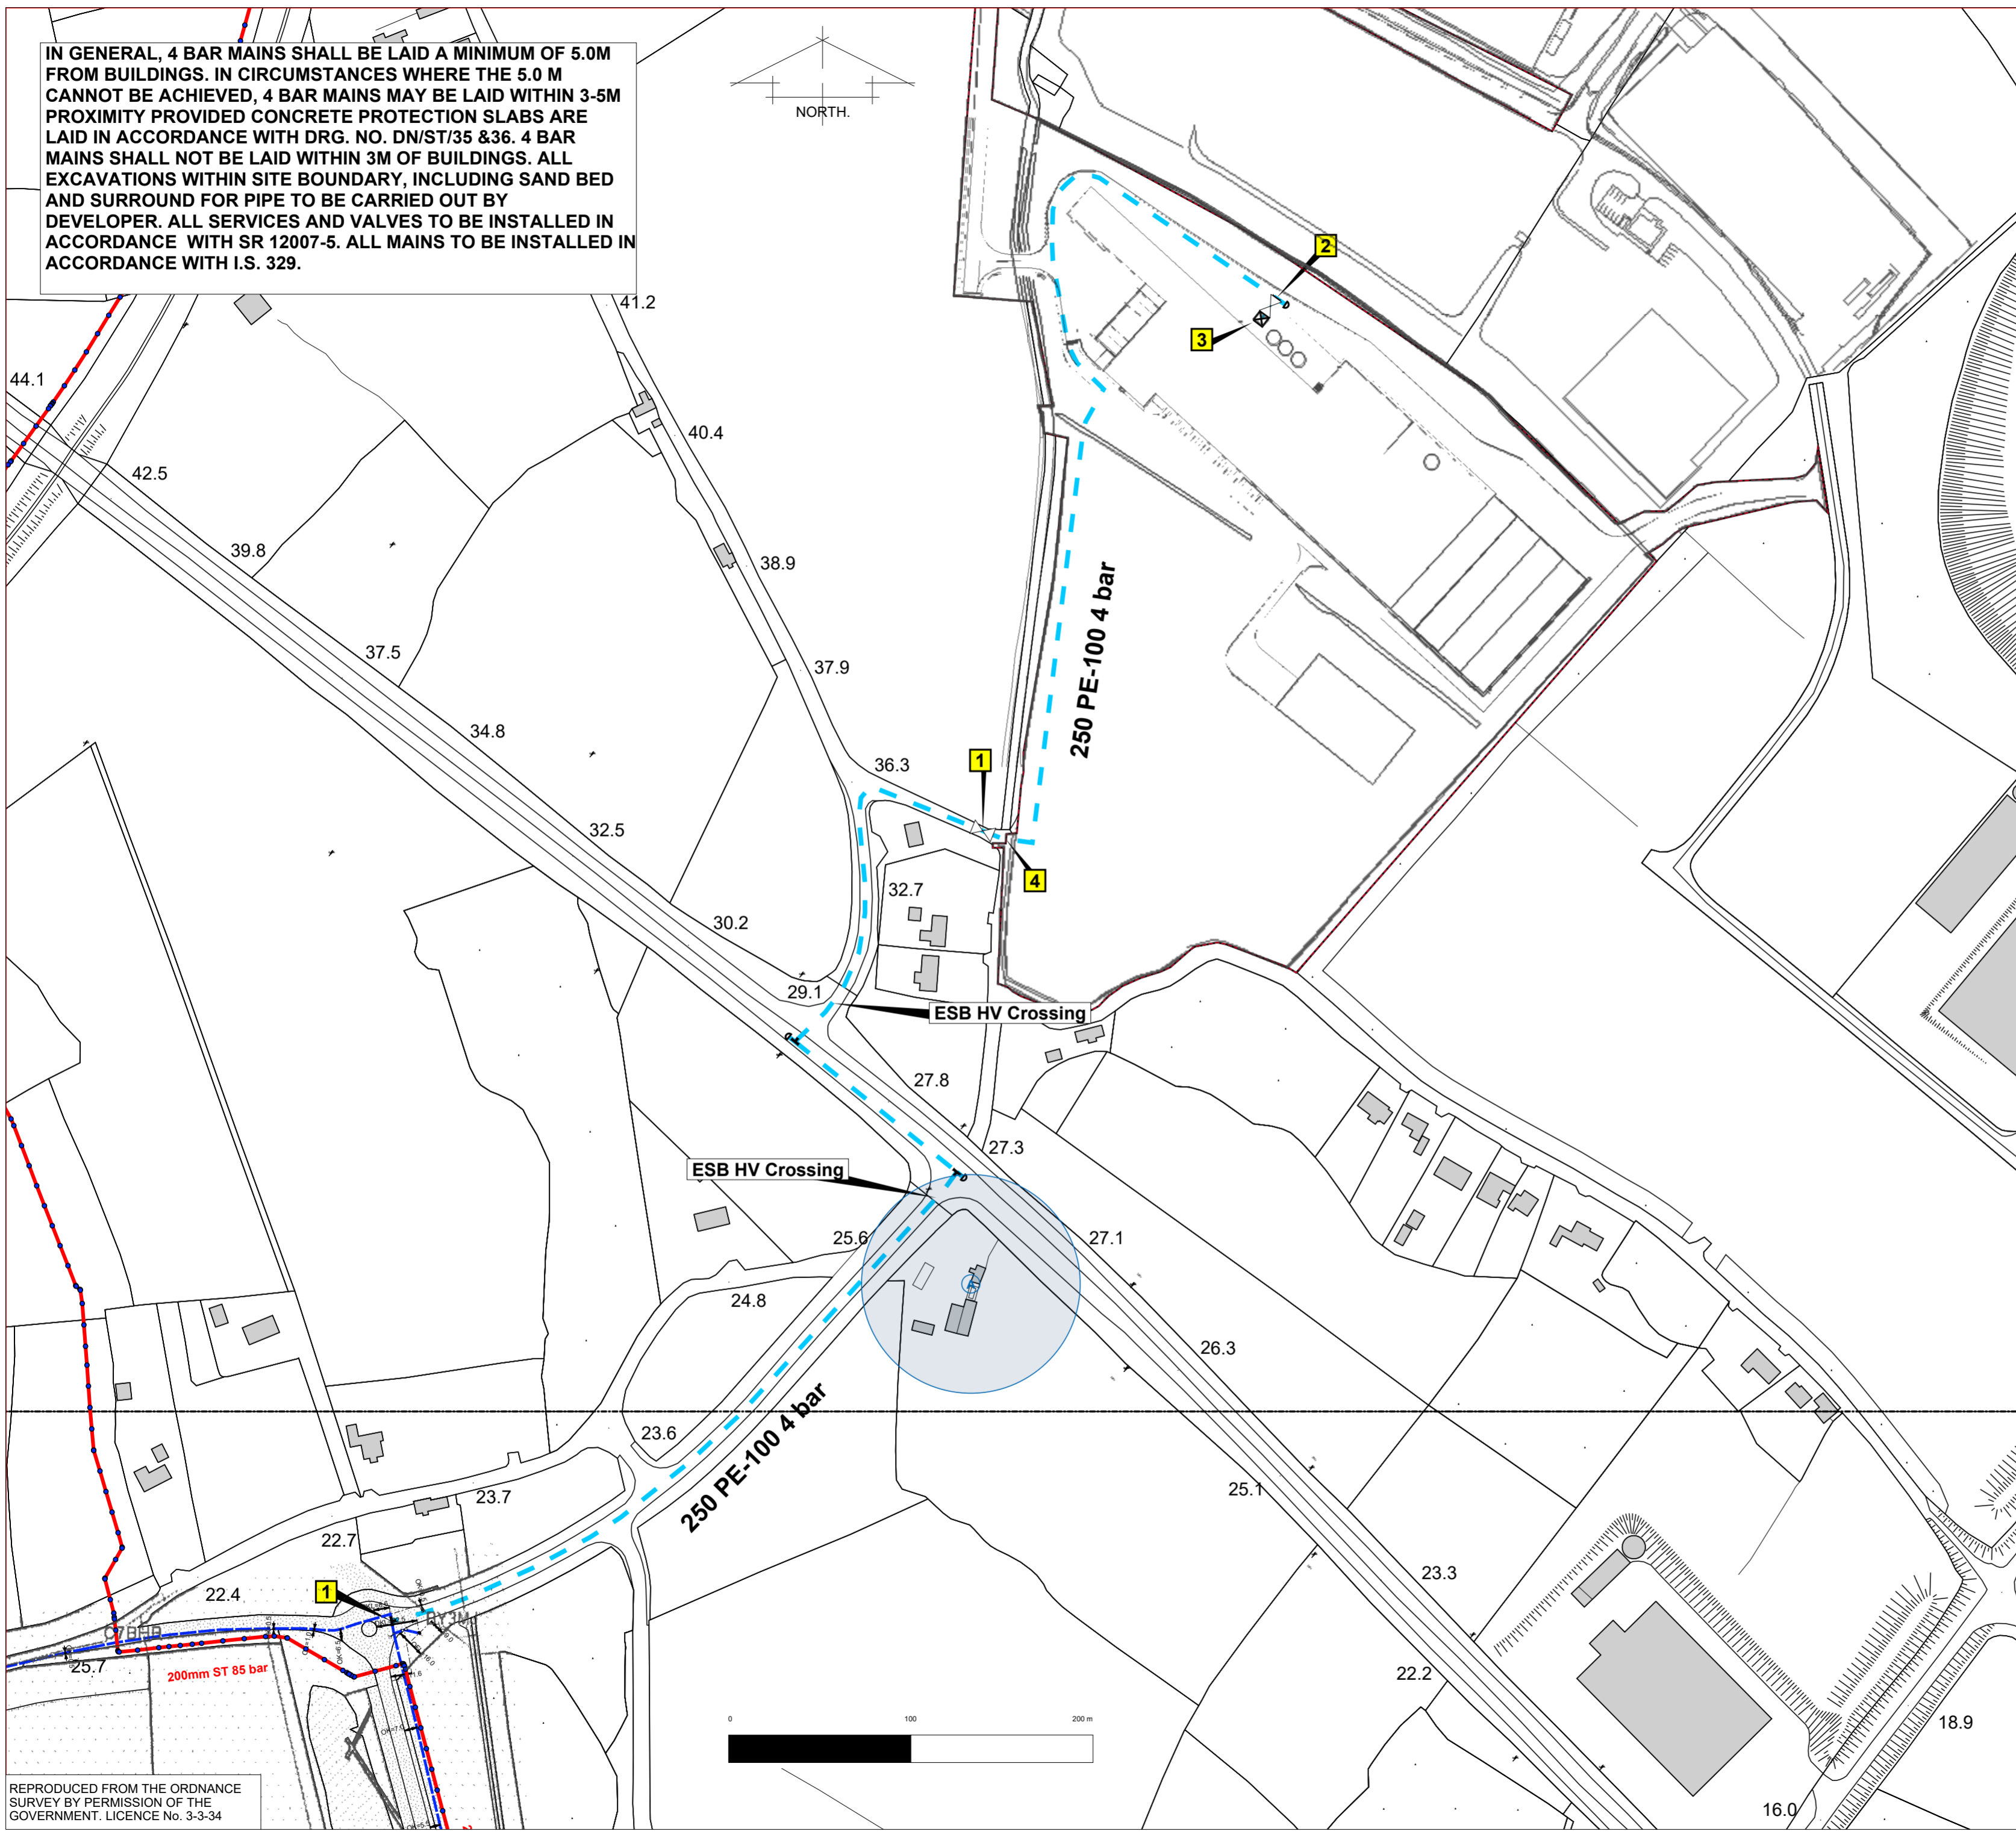 IN GENERAL, 4 BAR MAINS SHALL BE LAID A MINIMUM OF 5.0M
FROM BUILDINGS. IN CIRCUMSTANCES WHERE THE 5.0 M
CANNOT BE ACHIEVED, 4 BAR MAINS MAY BE LAID WITHIN 3-5M
PROXIMITY PROVIDED CONCRETE PROTECTION SLABS ARE
LAID IN ACCORDANCE WITH DRG. NO. DN/ST/35 &36. 4 BAR
MAINS SHALL NOT BE LAID WITHIN 3M OF BUILDINGS. ALL
EXCAVATIONS WITHIN SITE BOUNDARY, INCLUDING SAND BED
AND SURROUND FOR PIPE TO BE CARRIED OUT BY
DEVELOPER. ALL SERVICES AND VALVES TO BE INSTALLED IN
ACCORDANCE WITH SR 12007-5. ALL MAINS TO BE INSTALLED IN
ACCORDANCE WITH I.S. 329.
NORTH.
2
3
41.2
44.1
40.4
42.5
39.8
38.9
250 PE-100 4 bar
37.5
37.9
34.8
36.3
1
32.5
4
32.7
30.2
29.1
ESB HV Crossing
27.8
27.3
ESB HV Crossing
25.6
27.1
24.8
26.3
250 PE-100 4 bar
23.6
25.1
23.7
22.7
23.3
22.4
1
C7BHB
RY3M
25.7
200mm ST 85 bar
22.2
0
100
200 m
18.9
16.0
REPRODUCED FROM THE ORDNANCE
SURVEY BY PERMISSION OF THE
GOVERNMENT. LICENCE No. 3-3-34